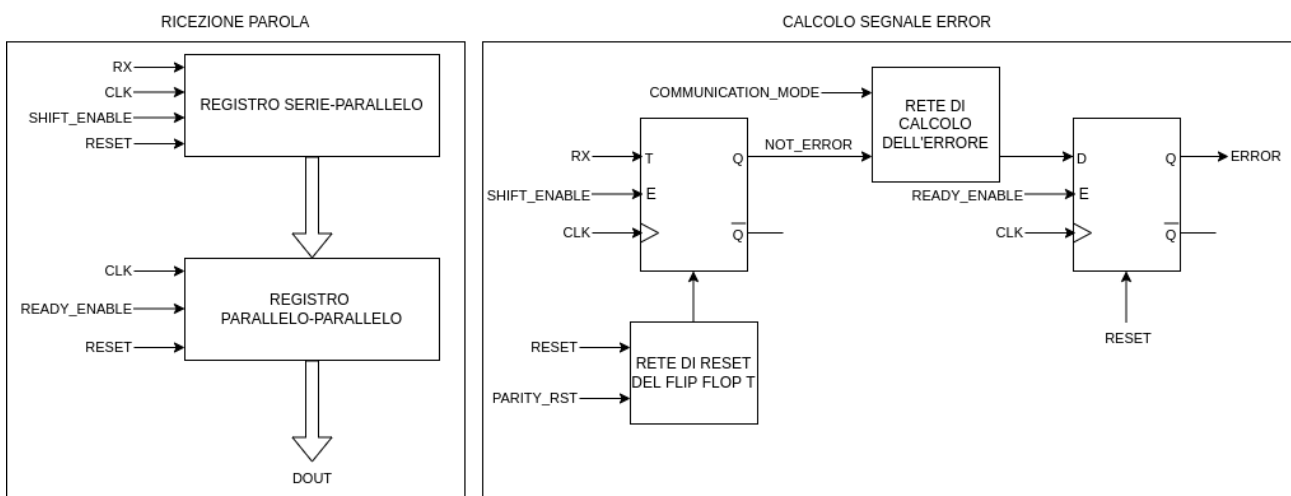 RICEZIONE PAROLA
RX
CLK
SHIFT_ENABLE
RESET
REGISTRO SERIE-PARALLELO
CLK
READY_ENABLE
RESET
REGISTRO
PARALLELO-PARALLELO
DOUT
CALCOLO SEGNALE ERROR
COMMUNICATION_MODE
RX
SHIFT_ENABLE
CLK
T
E
Q
Q
NOT_ERROR
RETE DI
CALCOLO
DELL'ERRORE
READY_ENABLE
CLK
D
E
Q
Q
ERROR
RESET
PARITY_RST
RETE DI RESET
DEL FLIP FLOP T
RESET